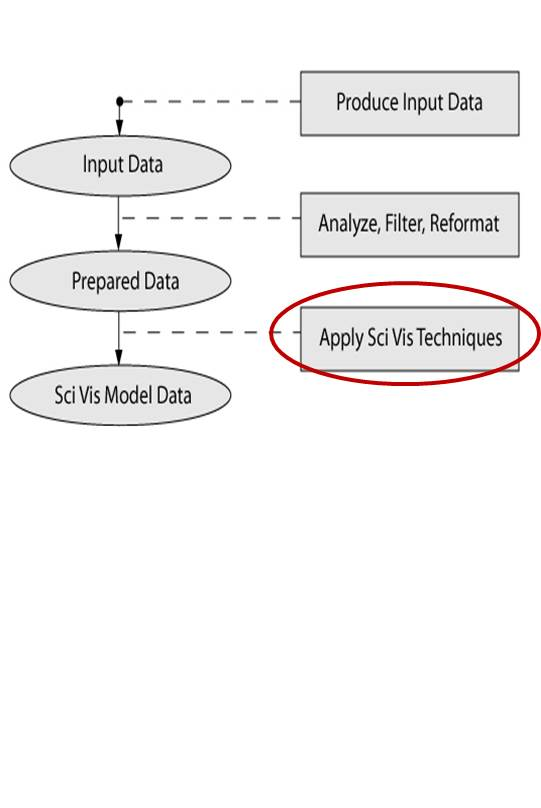 Produce Input Data
Input Data
Analyze, Filter, Reformat
Prepared Data
Apply Sci Vis Techniques
Sci Vis Model Data